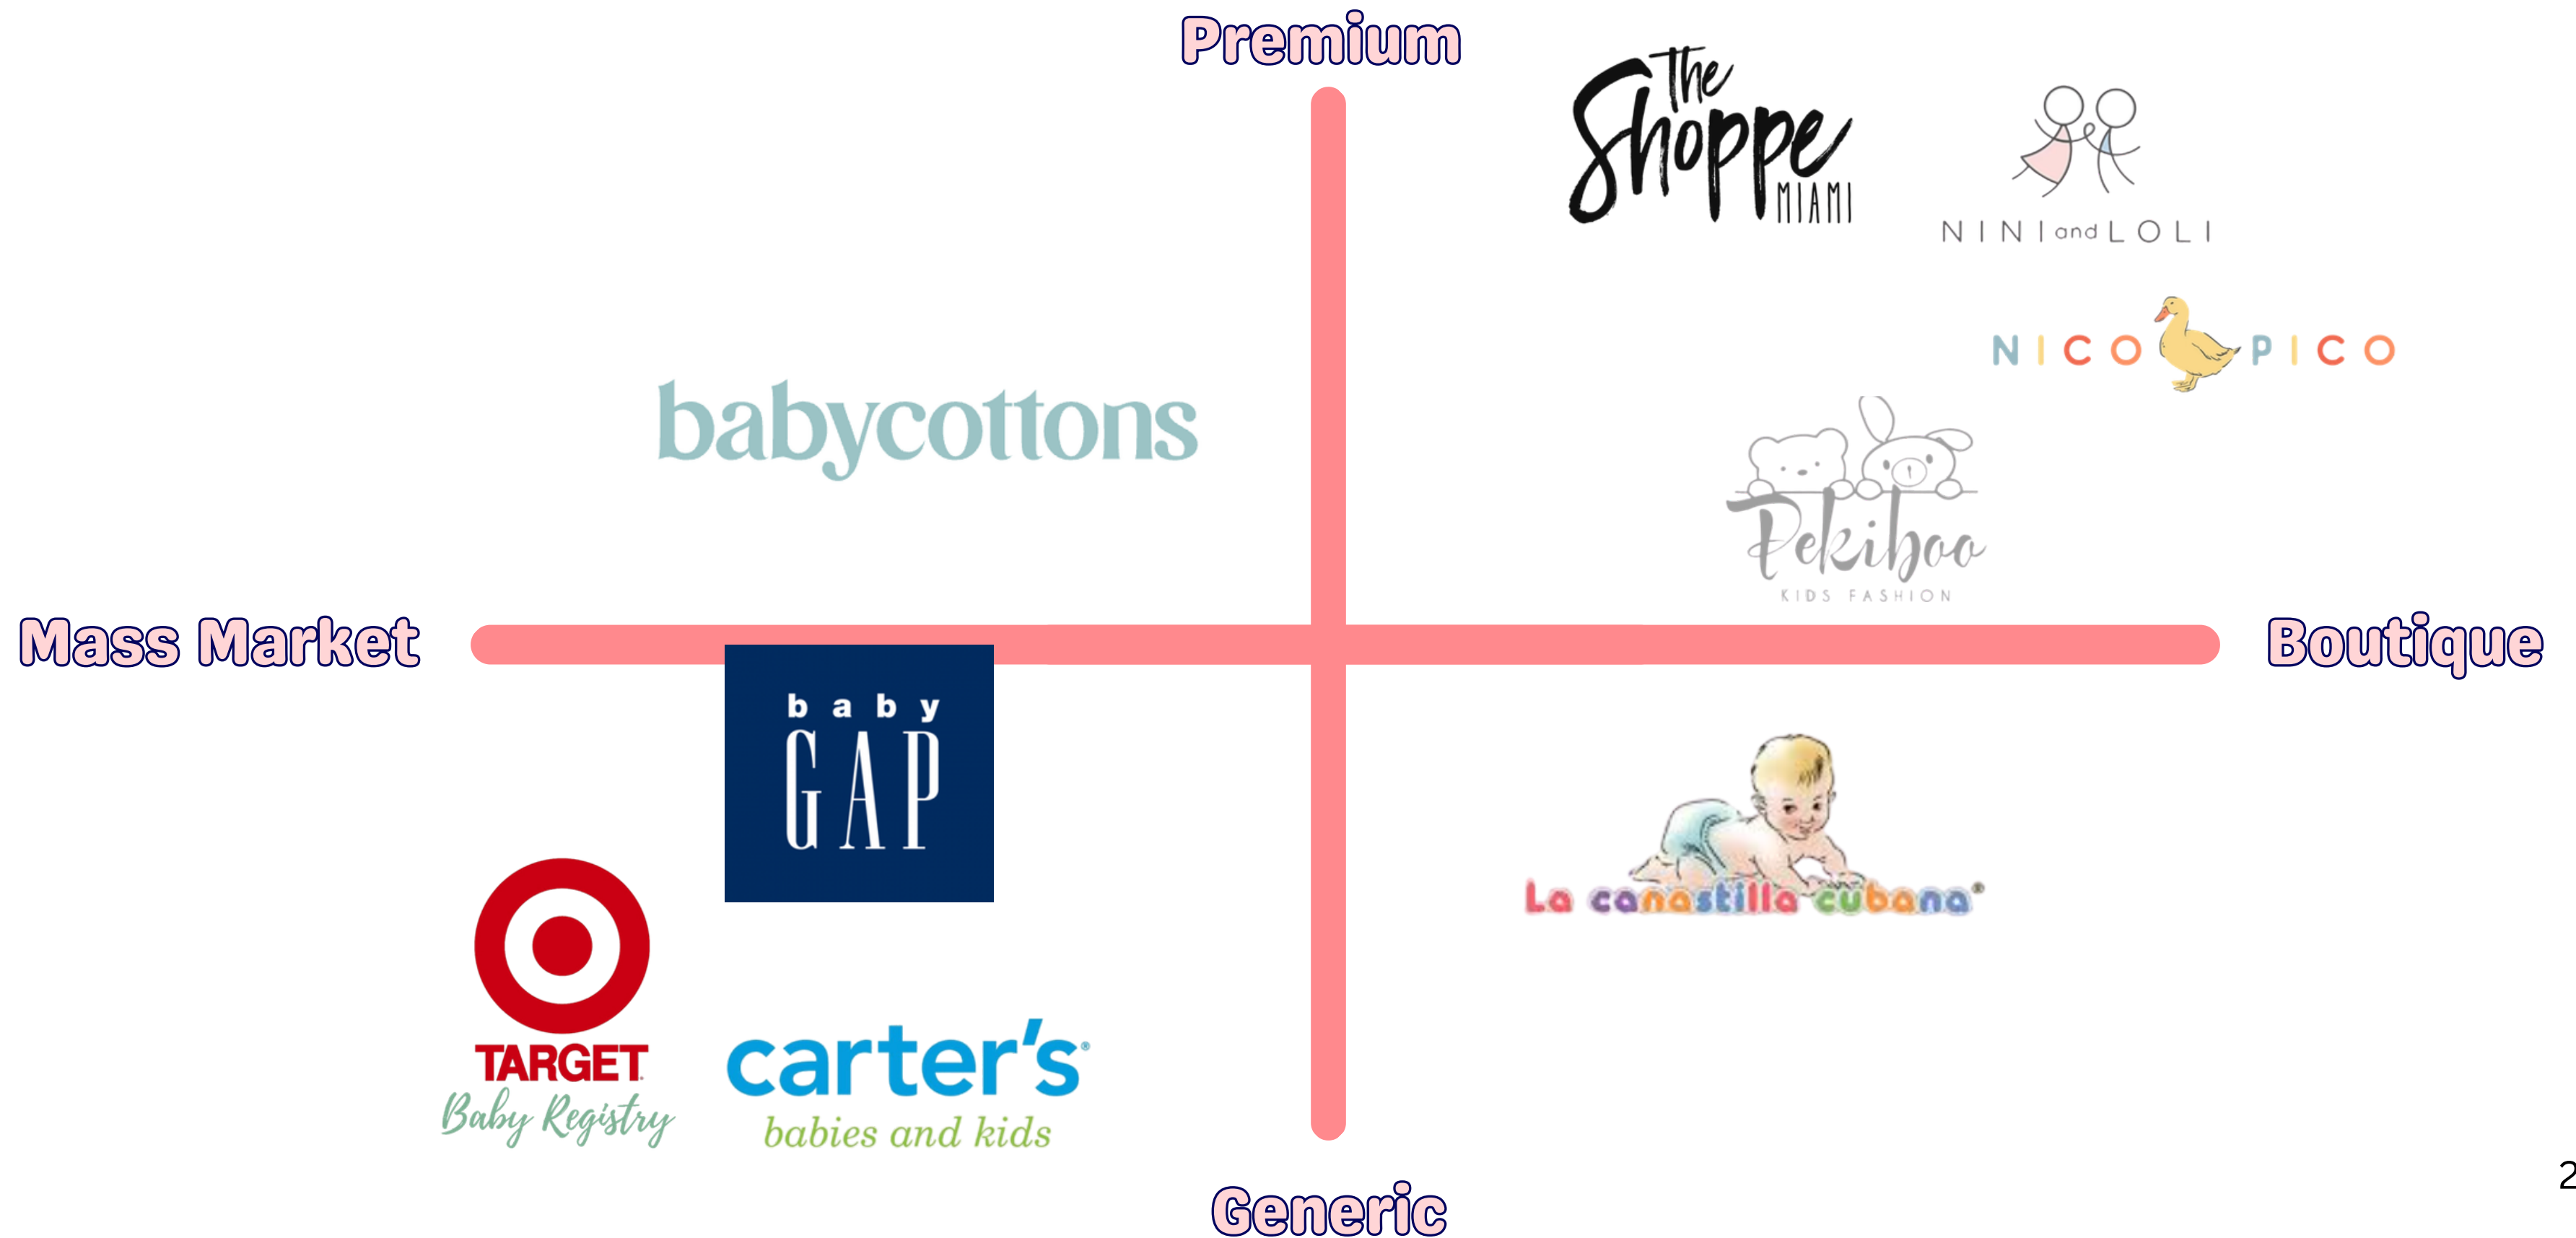 Premium
The
Shoppe
MIAMI
NINI and LOLI
NICO PICO
babycottons
Pekiboo
KIDS FASHION
Mass Market
Boutique
baby
GAP
La canastilla cubana®
TARGET
Baby Registry
carter's®
babies and kids
2
Generic